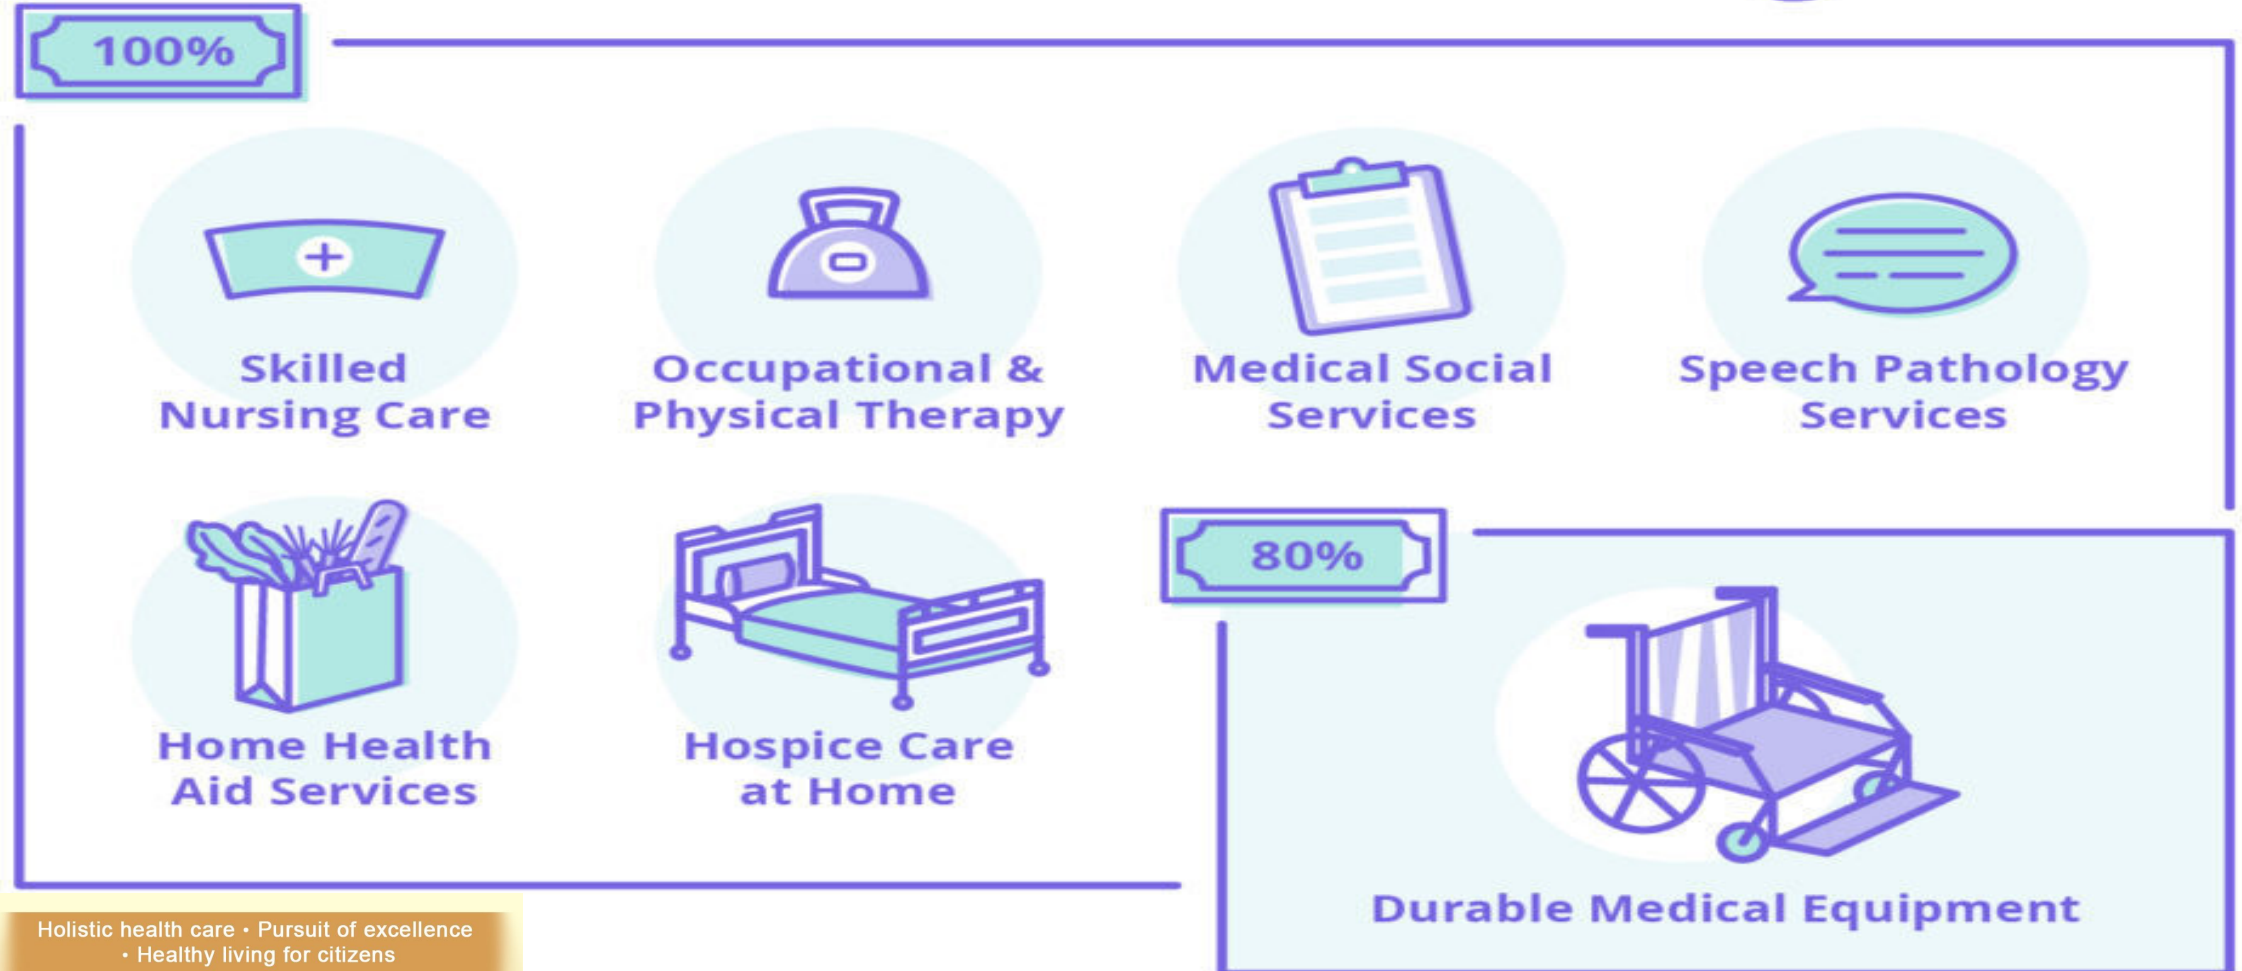 100%
Skilled
Nursing Care
Occupational &
Physical Therapy
Medical Social
Services
Speech Pathology
Services
Home Health
Aid Services
Hospice Care
at Home
80%
Durable Medical Equipment
Holistic health care • Pursuit of excellence
• Healthy living for citizens